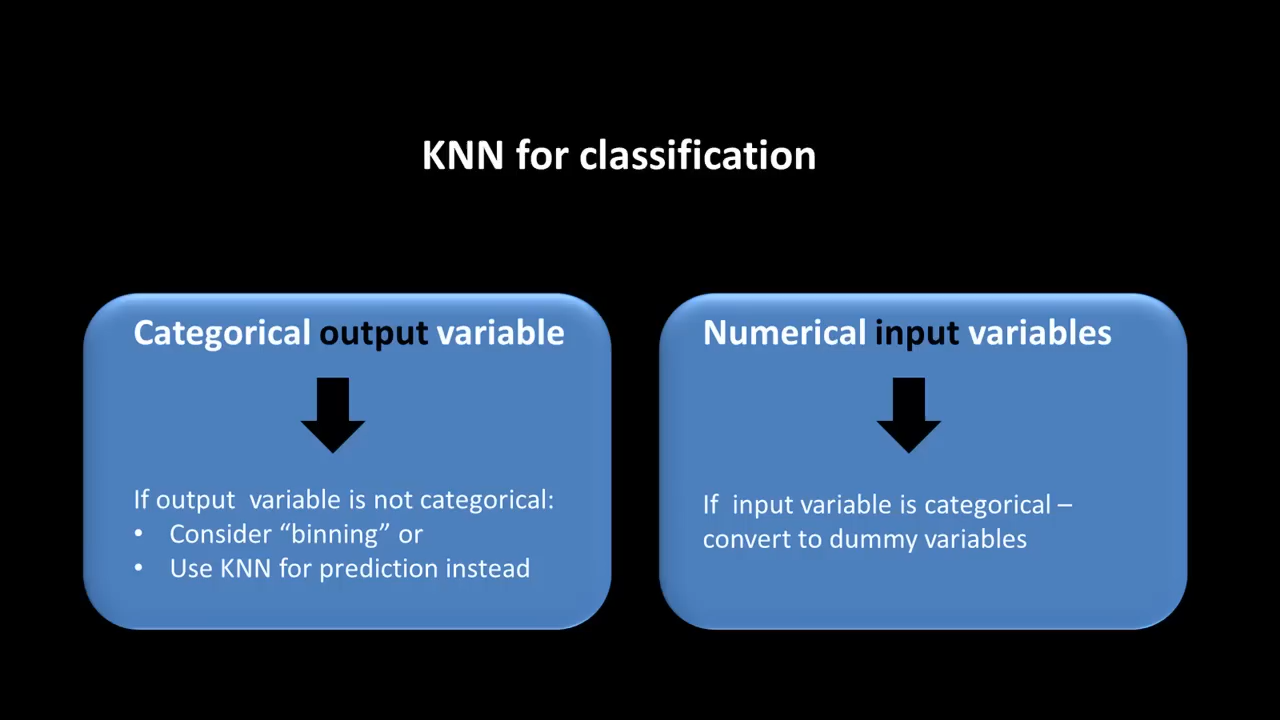 KNN for classification
Categorical output variable
If output  variable is not categorical:
• Consider “binning” or
• Use KNN for prediction instead
Numerical input variables
If  input variable is categorical –
convert to dummy variables